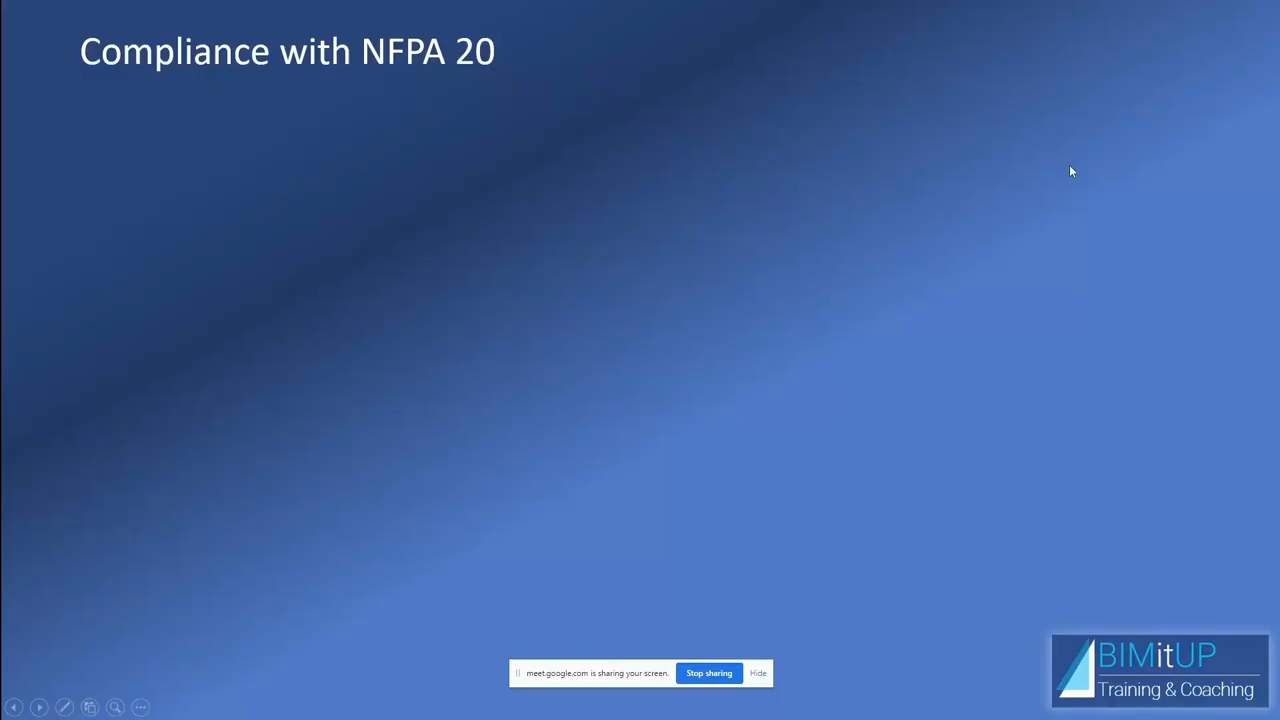 Compliance with NFPA 20
meet.google.com is sharing your screen.
Stop sharing
Hide
BIMitUP
Training & Coaching